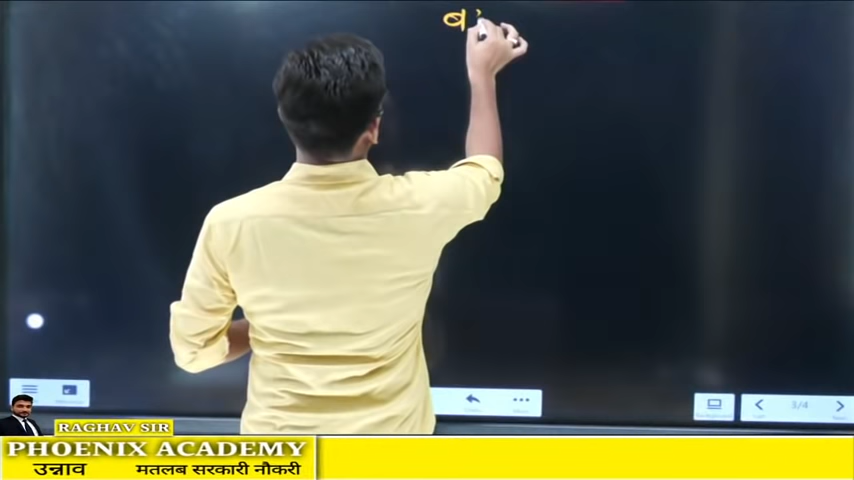 ब
3/4
RAGHAV SIR
PHOENIX ACADEMY
उन्नाव मतलब सरकारी नौकरी